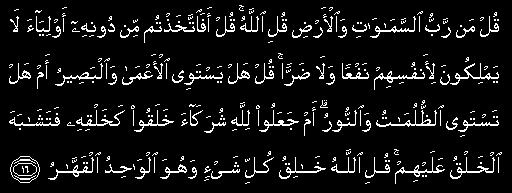 قُلْ مَن رَّبُّ ٱلسَّمَـٰوَٰتِ وَٱلْأَرْضِ قُلِ ٱللَّهُ ۚ قُلْ أَفَٱتَّخَذْتُم مِّن دُونِهِۦٓ أَوْلِيَآءَ لَا
يَمْلِكُونَ لِأَنفُسِهِمْ نَفْعًا وَلَا ضَرًّا ۚ قُلْ هَلْ يَسْتَوِى ٱلْأَعْمَىٰ وَٱلْبَصِيرُ أَمْ هَلْ
تَسْتَوِى ٱلظُّلُمَـٰتُ وَٱلنُّورُ ۗ أَمْ جَعَلُوا۟ لِلَّهِ شُرَكَآءَ خَلَقُوا۟ كَخَلْقِهِۦ فَتَشَـٰبَهَ
ٱلْخَلْقُ عَلَيْهِمْ ۚ قُلِ ٱللَّهُ خَـٰلِقُ كُلِّ شَىْءٍ وَهُوَ ٱلْوَٰحِدُ ٱلْقَهَّـٰرُ ١٦